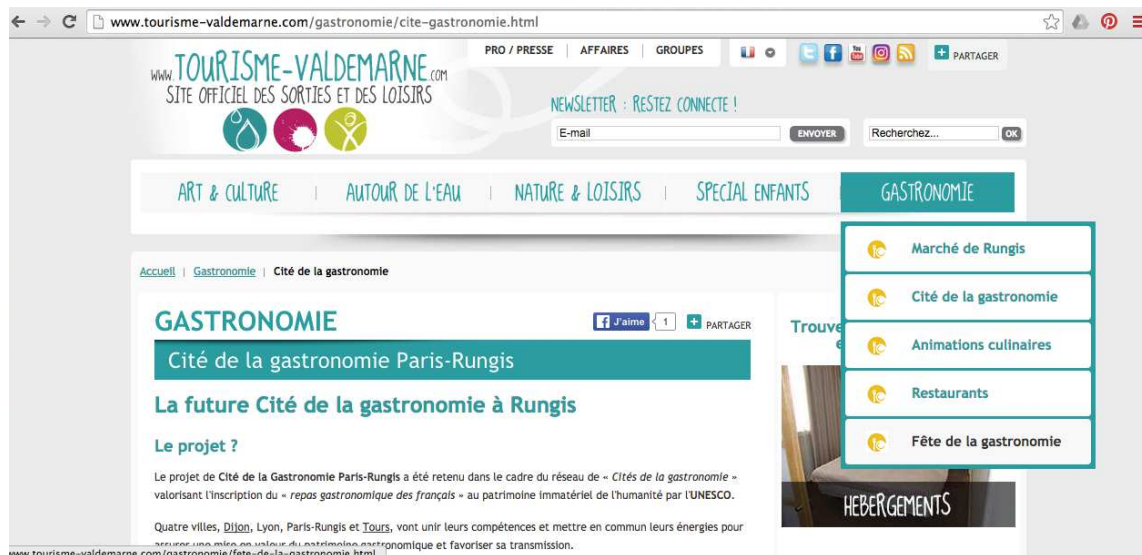 www.tourisme-valdemarne.com/gastronomie/cite-gastronomie.html
PRO / PRESSE | AFFAIRES | GROUPES
PARTAGER
WWW.TOURISME-VALDEMARNE.COM
SITE OFFICIEL DES SORTIES ET DES LOISIRS
NEWSLETTER : RESTEZ CONNECTE !
E-mail
ENVOYER
Recherchez...
OK
ART & CULTURE | AUTOUR DE L'EAU | NATURE & LOISIRS | SPECIAL ENFANTS | GASTRONOMIE
Marché de Rungis
Cité de la gastronomie
Animations culinaires
Restaurants
Fête de la gastronomie
Accueil | Gastronomie | Cité de la gastronomie
GASTRONOMIE
J'aime 1
PARTAGER
Cité de la gastronomie Paris-Rungis
La future Cité de la gastronomie à Rungis
Le projet ?
Le projet de Cité de la Gastronomie Paris-Rungis a été retenu dans le cadre du réseau de « Cités de la gastronomie »
valorisant l'inscription du « repas gastronomique des français » au patrimoine immatériel de l'humanité par l'UNESCO.
Quatre villes, Dijon, Lyon, Paris-Rungis et Tours, vont unir leurs compétences et mettre en commun leurs énergies pour
assurer une mise en valeur du patrimoine gastronomique et favoriser sa transmission.
HEBERGEMENTS
www.tourisme-valdemarne.com/gastronomie/fete-de-la-gastronomie.html